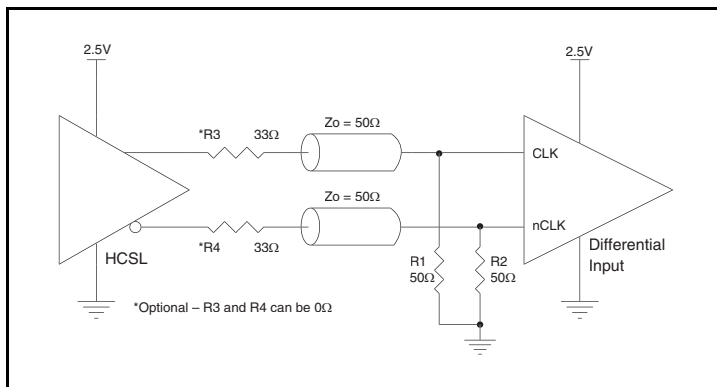 2.5V
2.5V
*R3 33Ω
Zo = 50Ω
CLK
Zo = 50Ω
nCLK
*R4 33Ω
HCSL
R1
50Ω
R2
50Ω
Differential
Input
*Optional – R3 and R4 can be 0Ω